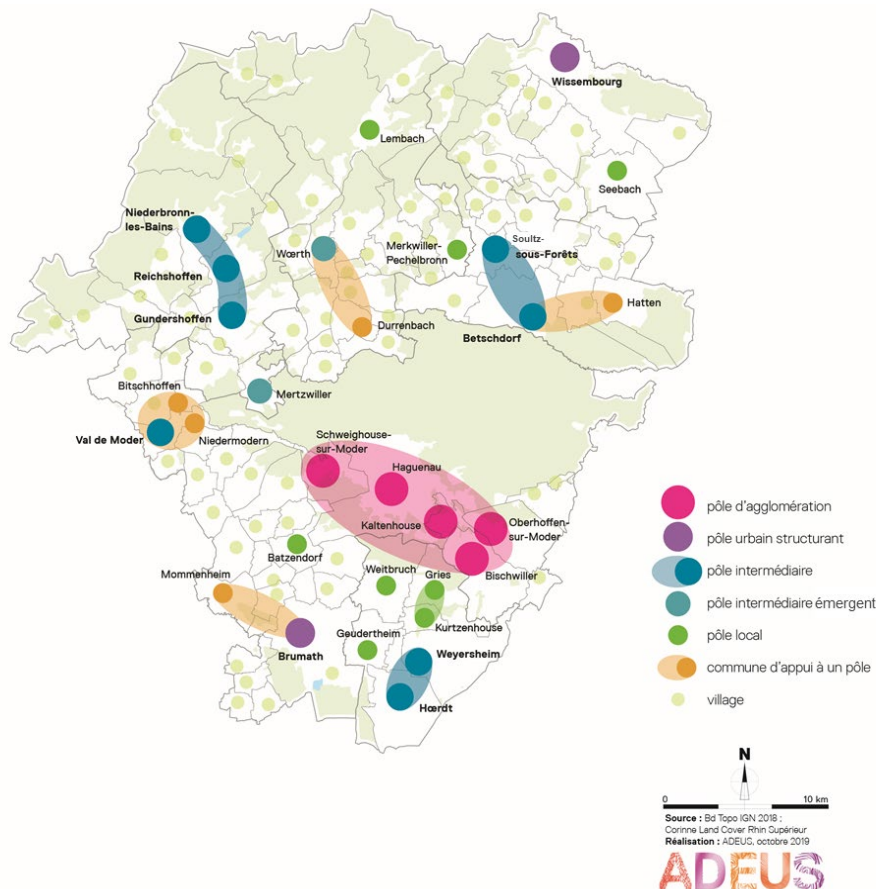 Wissembourg
Lembach
Seebach
Niederbronn-
les-Bains
Wœrth
Merkwiller-
Pechelbronn
Soultz-
sous-Forêts
Reichshoffen
Gundershoffen
Durrenbach
Hatten
Betschdorf
Bitschhoffen
Mertzwiller
Val de Moder
Niedermodern
Schweighouse-
sur-Moder
Haguenau
Kaltenhouse
Oberhoffen-
sur-Moder
Batzendorf
Bischwiller
Mommenheim
Weitbruch
Gries
Kurtzenhouse
Geudertheim
Brumath
Weyersheim
Hœrdt
pôle d'agglomération
pôle urbain structurant
pôle intermédiaire
pôle intermédiaire émergent
pôle local
commune d'appui à un pôle
village
N
0 10 km
Source : Bd Topo IGN 2018 ;
Corinne Land Cover Rhin Supérieur
Réalisation : ADEUS, octobre 2019
ADEUS